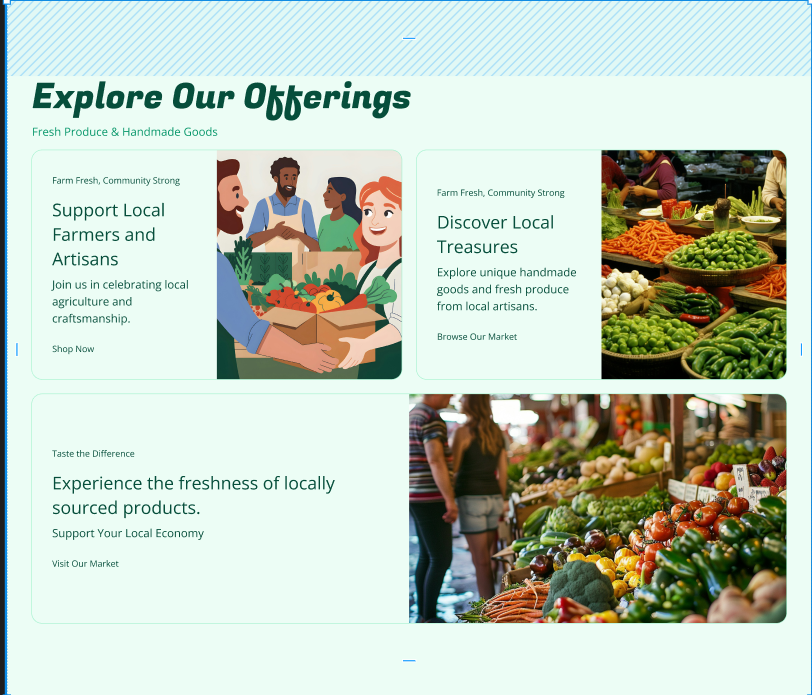 Explore Our Offerings
Fresh Produce & Handmade Goods
Farm Fresh, Community Strong
Support Local
Farmers and
Artisans
Join us in celebrating local
agriculture and
craftsmanship.
Shop Now
Farm Fresh, Community Strong
Discover Local
Treasures
Explore unique handmade
goods and fresh produce
from local artisans.
Browse Our Market
Taste the Difference
Experience the freshness of locally
sourced products.
Support Your Local Economy
Visit Our Market